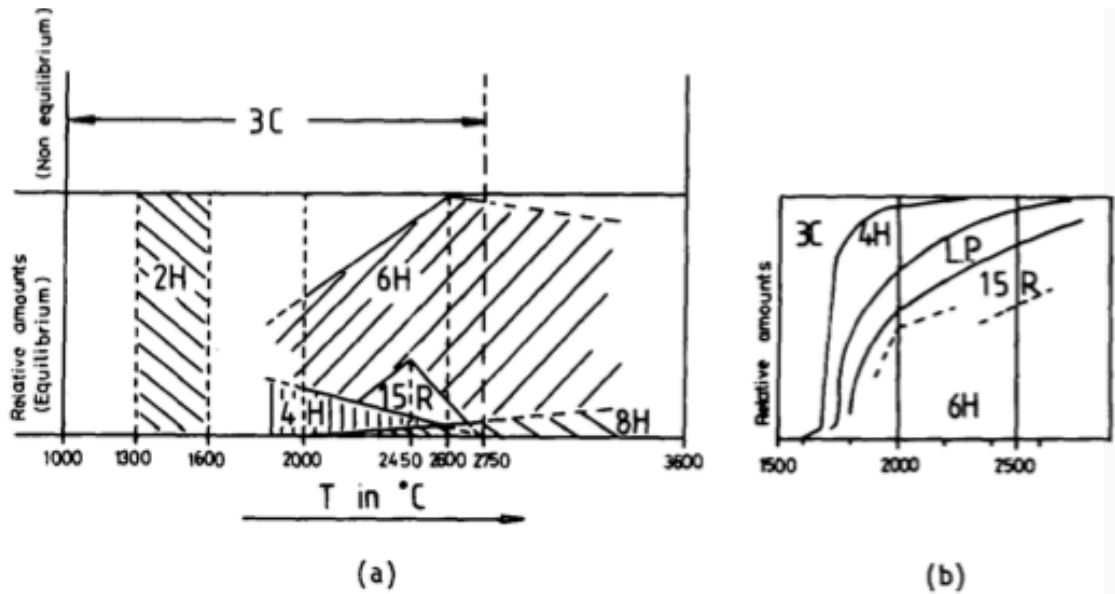 (Non equilibrium)
3C
Relative amounts
(Equilibrium)
2H
6H
4 H
15 R
8H
1000 1300 1600 2000 2450 2600 2750 3600
T in °C
(a)
Relative amounts
3C
4H
LP
15 R
6H
1500 2000 2500
(b)